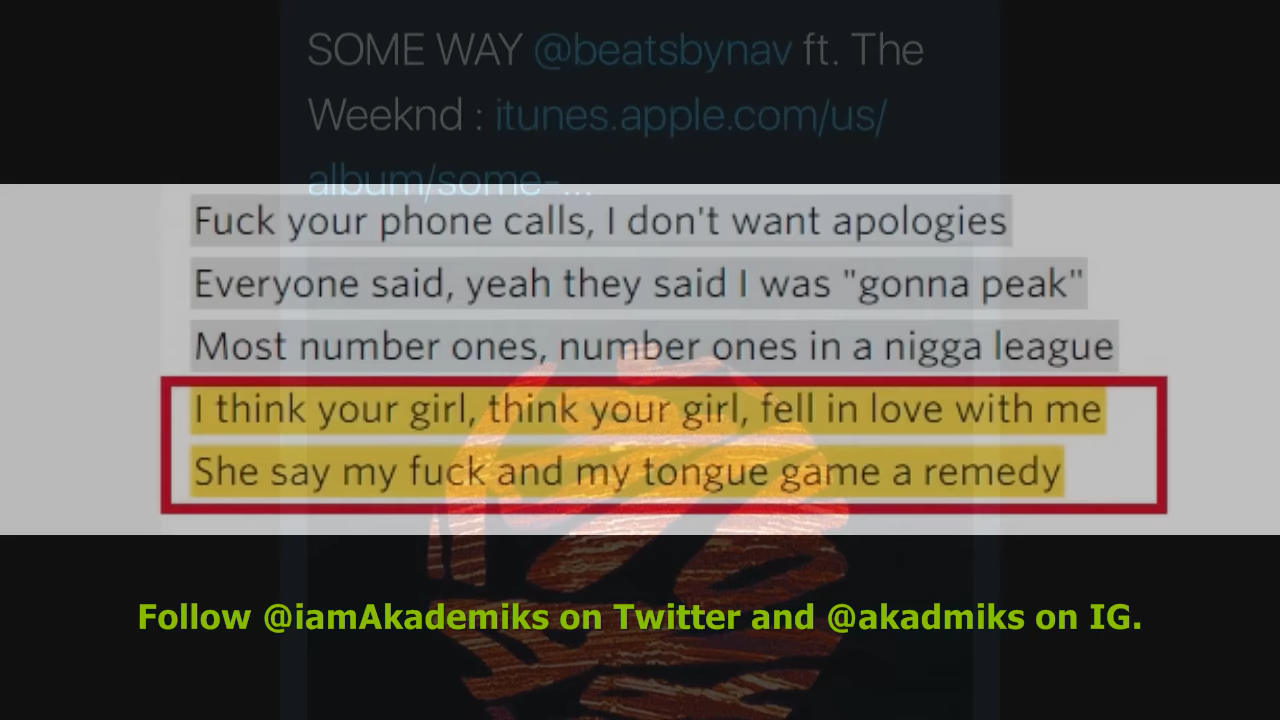 SOME WAY @beatsbynav ft. The
Weeknd : itunes.apple.com/us/
album/some-...
Fuck your phone calls, I don't want apologies
Everyone said, yeah they said I was "gonna peak"
Most number ones, number ones in a nigga league
I think your girl, think your girl, fell in love with me
She say my fuck and my tongue game a remedy
Follow @iamAkademiks on Twitter and @akadmiks on IG.